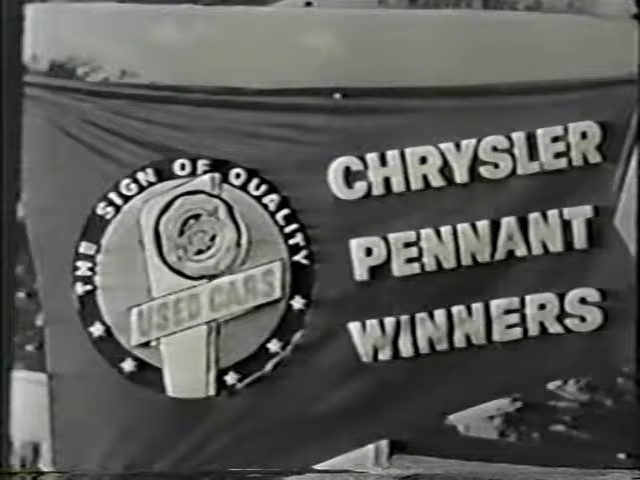 THE SIGN OF QUALITY
USED CARS
CHRYSLER
PENNANT
WINNERS